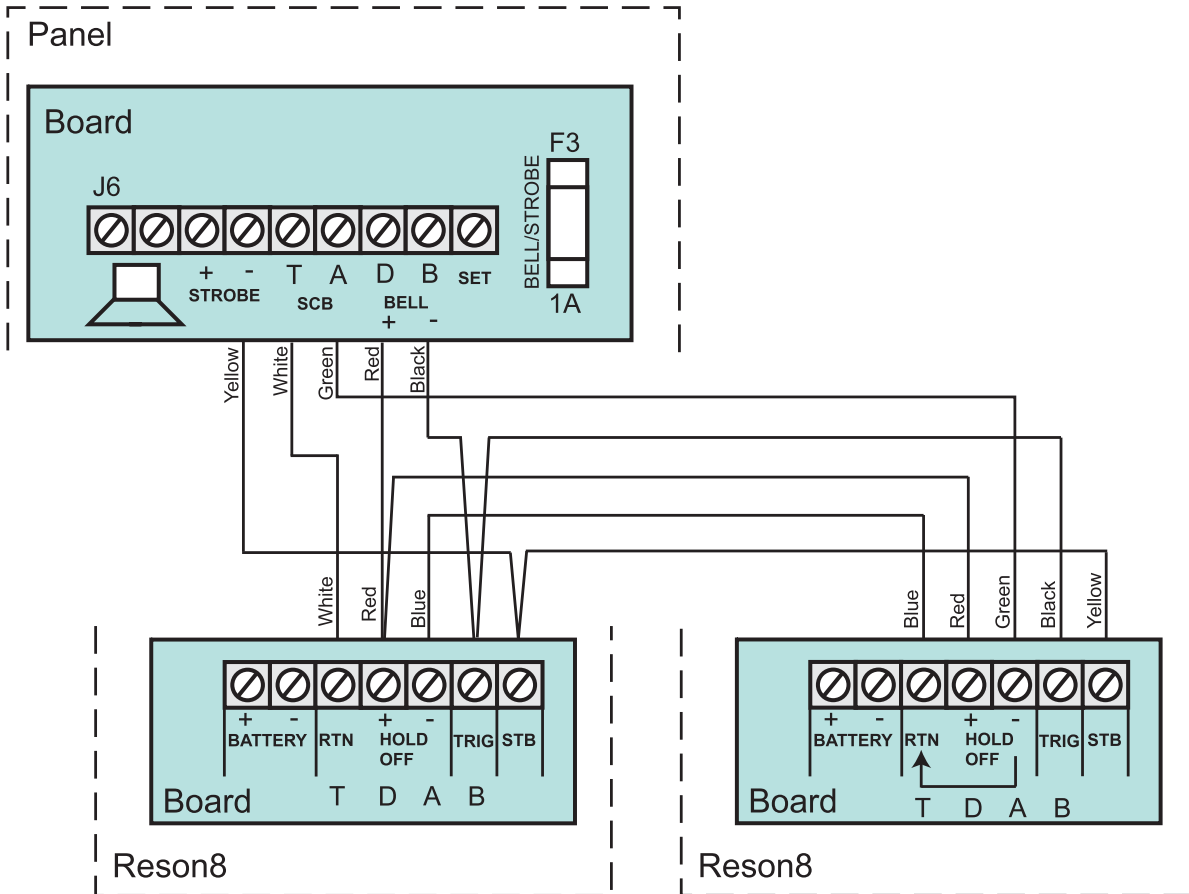 Panel
Board
F3
J6
BELL/STROBE
+ - T A D B SET
STROBE SCB BELL
+ -
1A
Yellow White Green Red Black
White Red Blue
Blue Red Green Black Yellow
+ - + -
BATTERY RTN HOLD OFF TRIG STB
Board T D A B
Reson8
+ - + -
BATTERY RTN HOLD OFF TRIG STB
Board T D A B
Reson8